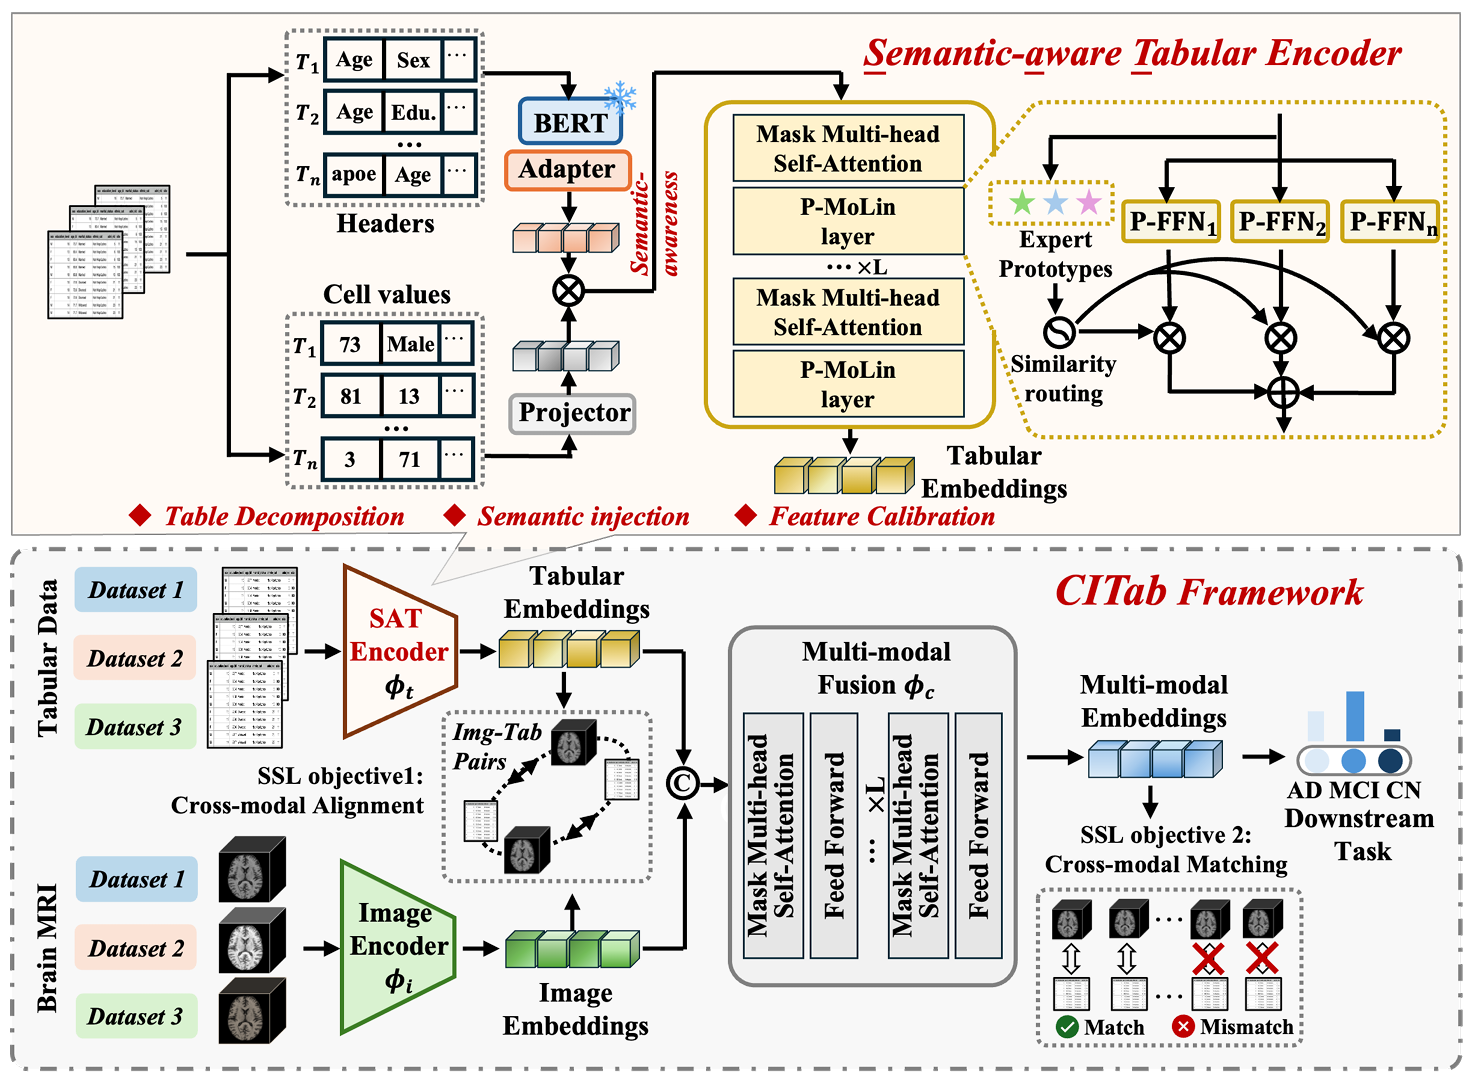 Semantic-aware Tabular Encoder
T1 Age Sex ...
T2 Age Edu. ...
...
Tn apoe Age ...
Headers
Cell values
T1 73 Male ...
T2 81 13 ...
...
Tn 3 71 ...
BERT
Adapter
Semantic-
awareness
Projector
Mask Multi-head
Self-Attention
P-MoLin
layer
... ×L
Mask Multi-head
Self-Attention
P-MoLin
layer
Tabular
Embeddings
Expert
Prototypes
P-FFN1
P-FFN2
P-FFNn
Similarity
routing
Table Decomposition
Semantic injection
Feature Calibration
CITab Framework
Tabular Data
Dataset 1
Dataset 2
Dataset 3
SAT
Encoder
ϕt
Tabular
Embeddings
Img-Tab
Pairs
SSL objective1:
Cross-modal Alignment
Brain MRI
Dataset 1
Dataset 2
Dataset 3
Image
Encoder
ϕi
Image
Embeddings
C
Multi-modal
Fusion ϕc
Mask Multi-head
Self-Attention
Feed Forward
... ×L
Mask Multi-head
Self-Attention
Feed Forward
Multi-modal
Embeddings
AD MCI CN
Downstream
Task
SSL objective 2:
Cross-modal Matching
...
...
Match
Mismatch